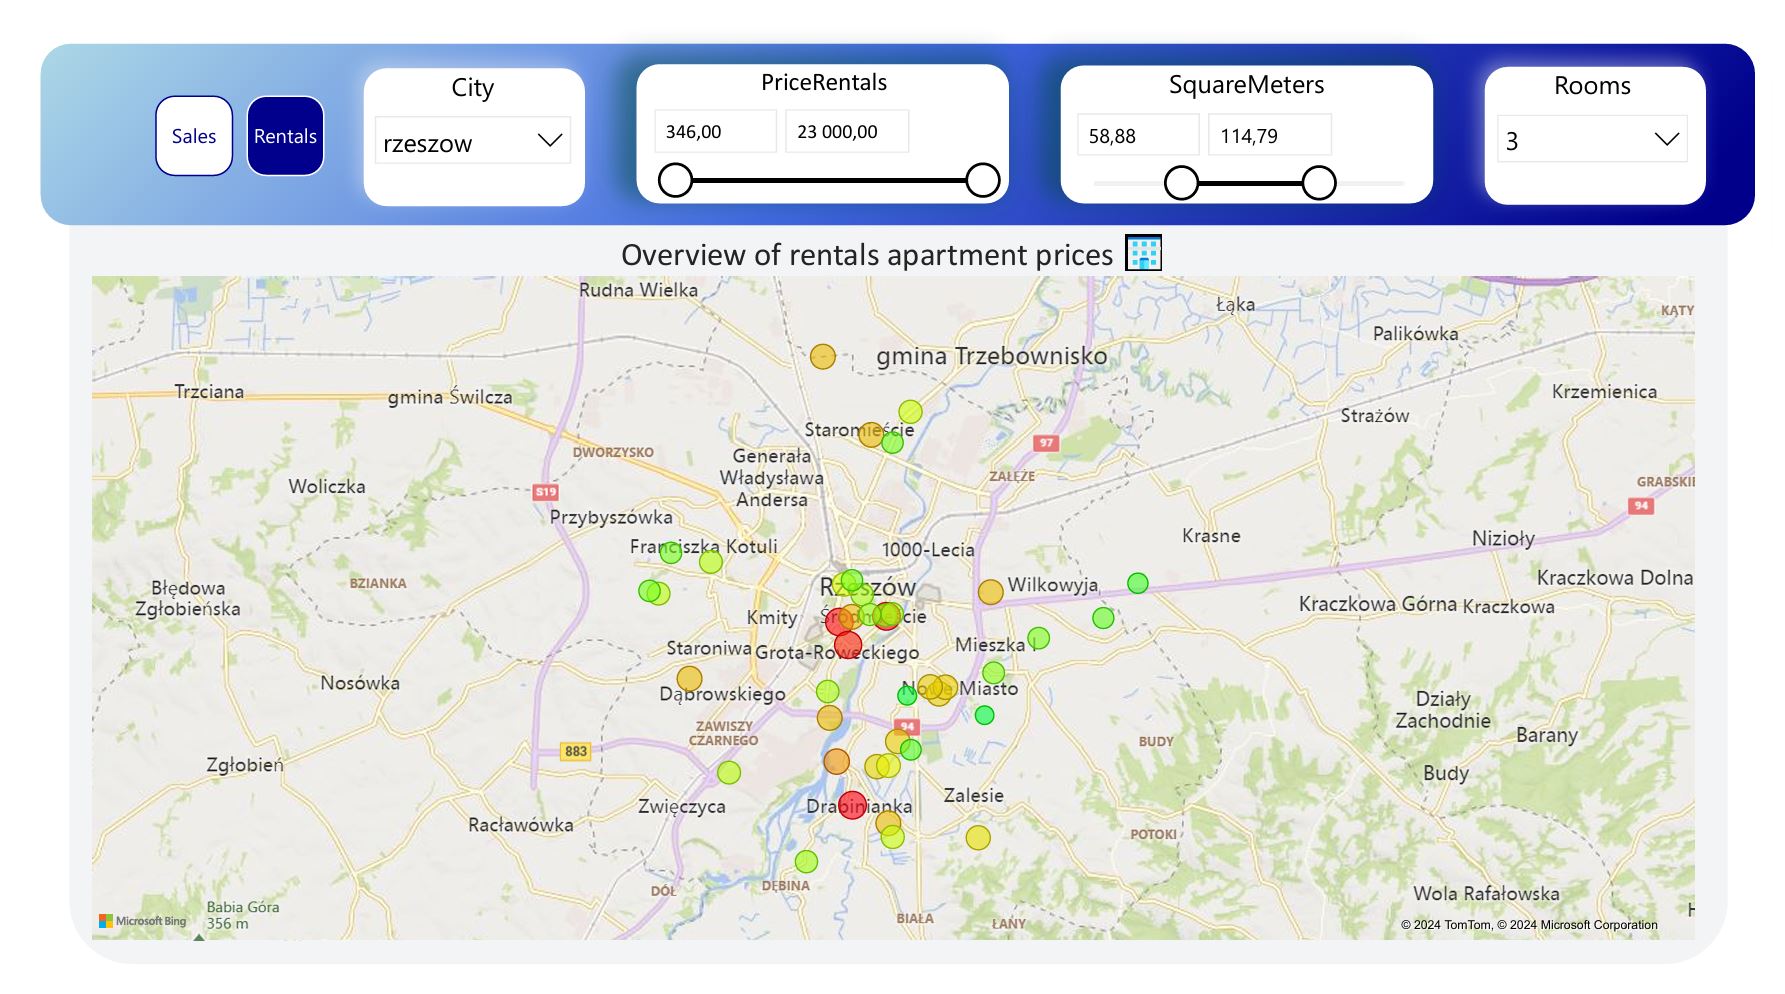 City
PriceRentals
SquareMeters
Rooms
Sales
Rentals
rzeszow
346,00
23 000,00
58,88
114,79
3
Overview of rentals apartment prices
Rudna Wielka
Łąka
KĄTY
Palikówka
gmina Trzebownisko
Trzciana
gmina Świlcza
Krzemienica
Strażów
Staromieście
97
DWORZYSKO
Generała
Władysława
Andersa
ZAŁĘŻE
Woliczka
S19
GRABSKIE
94
Przybyszówka
Krasne
Nizioły
Franciszka Kotuli
1000-Lecia
BZIANKA
Błędowa
Zgłobieńska
Rzeszów
Wilkowyja
Kraczkowa Dolna
Kraczkowa Górna
Kraczkowa
Kmity
Śródmieście
Staroniwa
Grota-Roweckiego
Mieszka I
Nosówka
Dąbrowskiego
Nowe Miasto
Działy
Zachodnie
ZAWISZY
CZARNEGO
94
BUDY
Barany
883
Zgłobień
Budy
Zwięczyca
Drabinianka
Zalesie
Racławówka
POTOKI
DÓŁ
DĘBINA
Wola Rafałowska
Babia Góra
356 m
BIAŁA
ŁANY
H
Microsoft Bing
© 2024 TomTom, © 2024 Microsoft Corporation